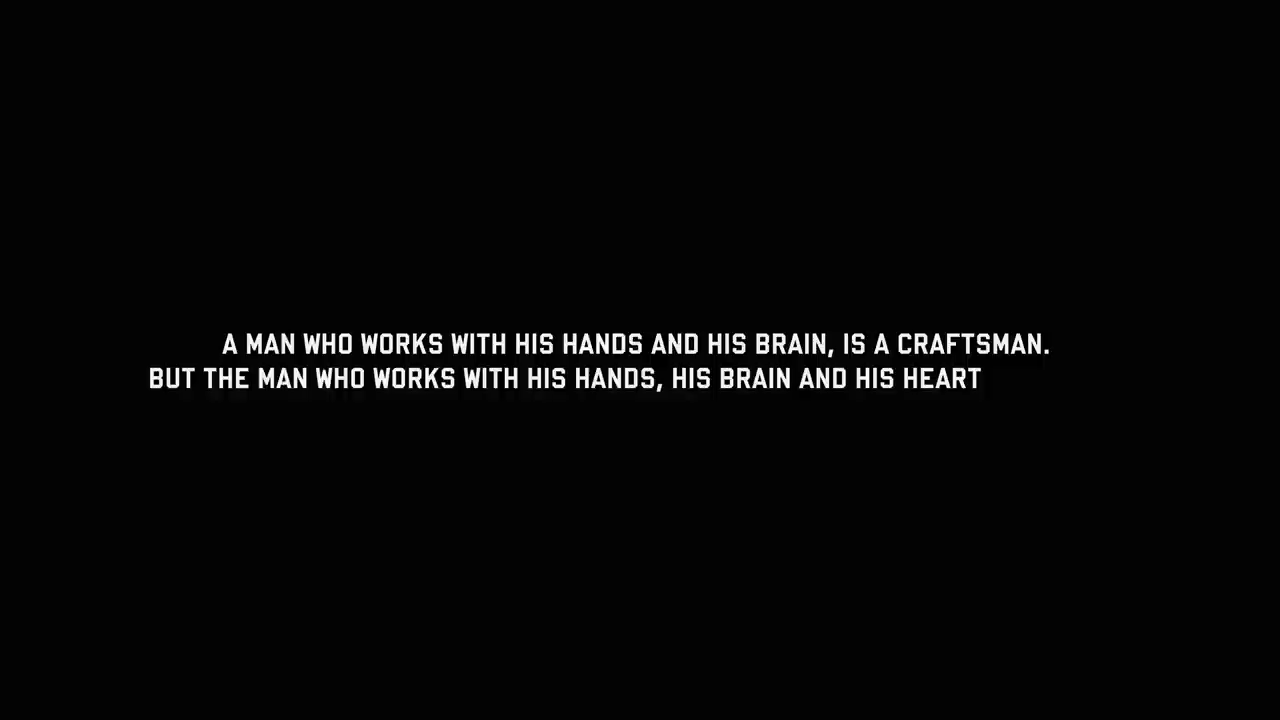 A MAN WHO WORKS WITH HIS HANDS AND HIS BRAIN, IS A CRAFTSMAN.
BUT THE MAN WHO WORKS WITH HIS HANDS, HIS BRAIN AND HIS HEART